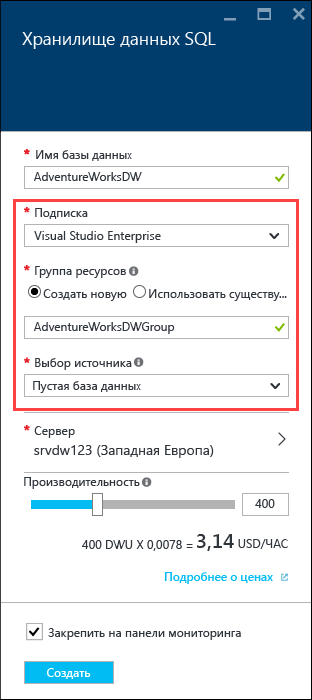 Хранилище данных SQL
* Имя базы данных
AdventureWorksDW
* Подписка
Visual Studio Enterprise
* Группа ресурсов
Создать новую Использовать существу...
AdventureWorksDWGroup
* Выбор источника
Пустая база данных
* Сервер
srvdw123 (Западная Европа)
Производительность
400
400 DWU X 0,0078 = 3,14 USD/ЧАС
Подробнее о ценах
Закрепить на панели мониторинга
Создать